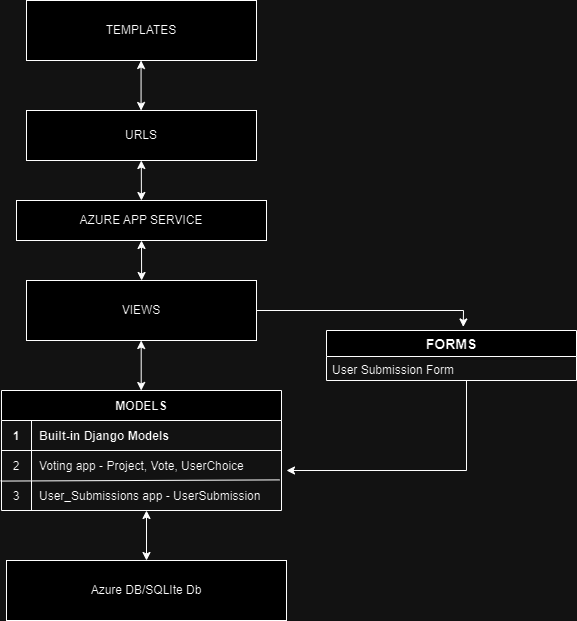 TEMPLATES
URLS
AZURE APP SERVICE
VIEWS
FORMS
User Submission Form
MODELS
1 Built-in Django Models
2 Voting app - Project, Vote, UserChoice
3 User_Submissions app - UserSubmission
Azure DB/SQLIte Db